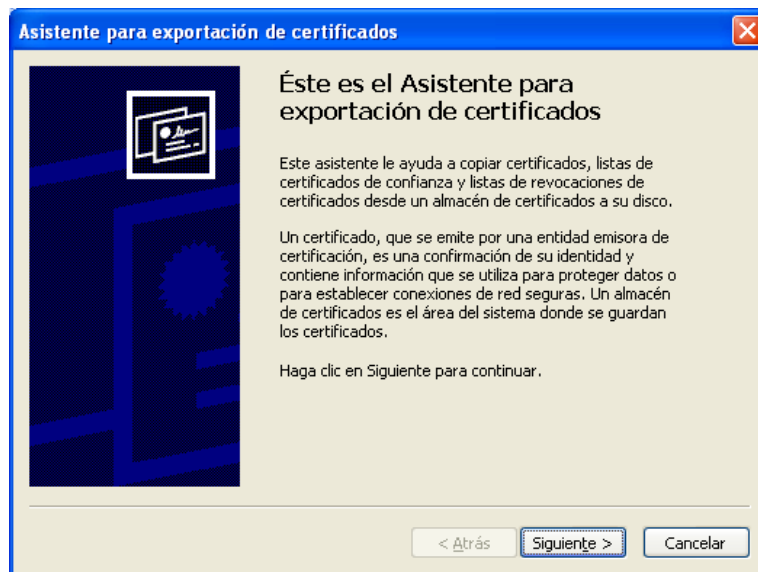 Asistente para exportación de certificados
Éste es el Asistente para
exportación de certificados
Este asistente le ayuda a copiar certificados, listas de
certificados de confianza y listas de revocaciones de
certificados desde un almacén de certificados a su disco.
Un certificado, que se emite por una entidad emisora de
certificación, es una confirmación de su identidad y
contiene información que se utiliza para proteger datos o
para establecer conexiones de red seguras. Un almacén
de certificados es el área del sistema donde se guardan
los certificados.
Haga clic en Siguiente para continuar.
< Atrás Siguiente > Cancelar